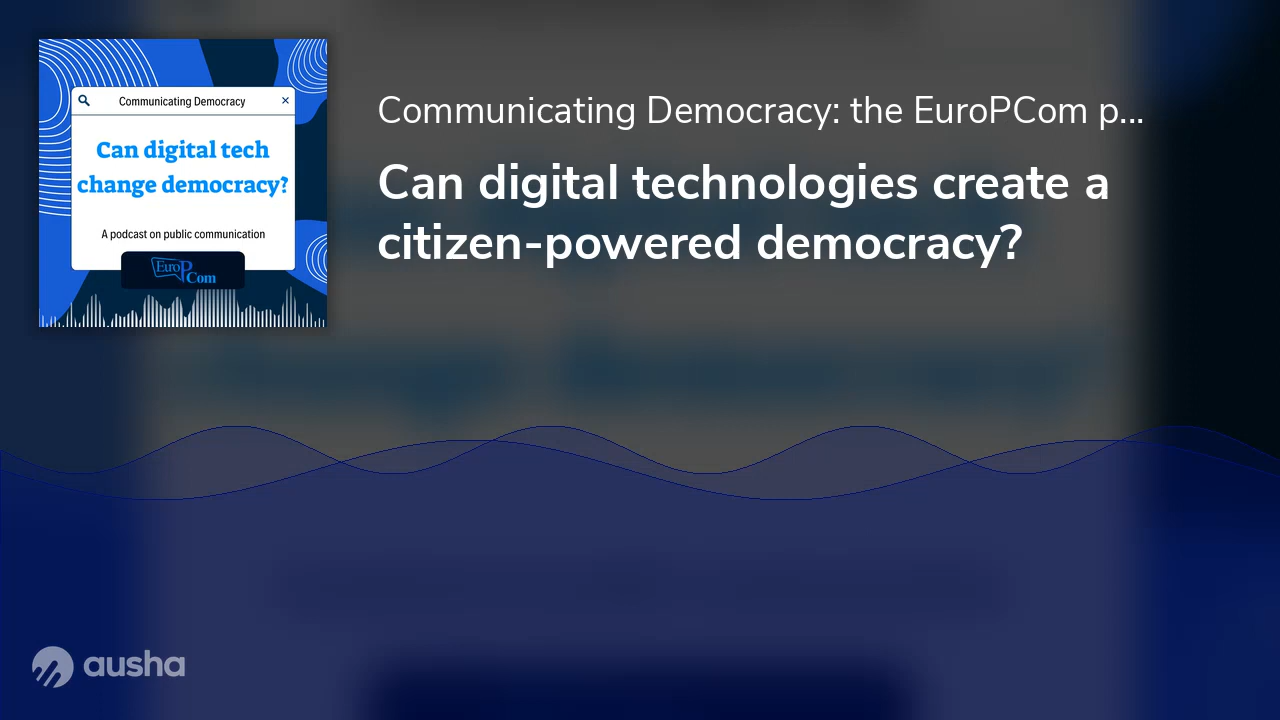 Communicating Democracy
Can digital tech
change democracy?
A podcast on public communication
EuroPCom
Communicating Democracy: the EuroPCom p...
Can digital technologies create a
citizen-powered democracy?
ausha